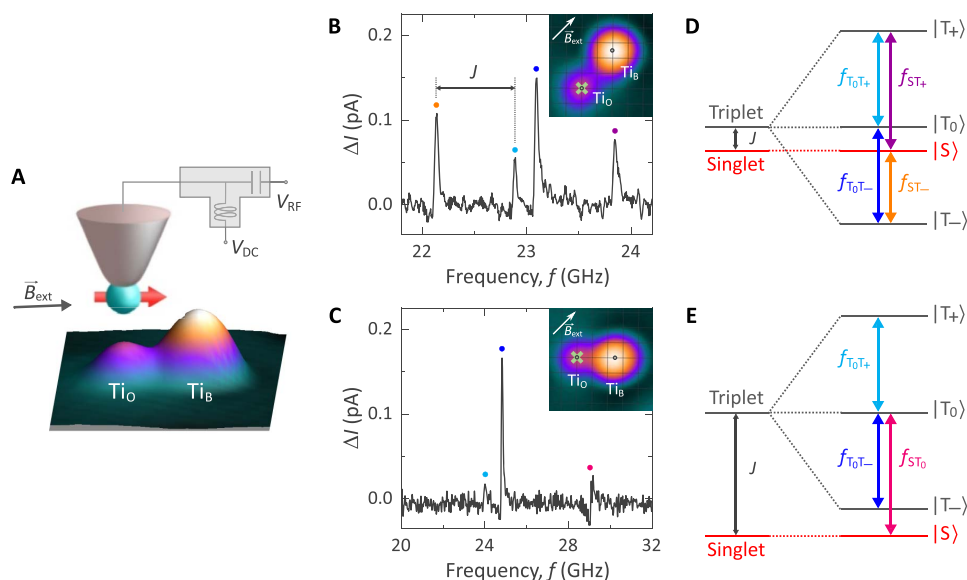 A
B_ext
V_RF
V_DC
Ti_O
Ti_B
B
ΔI (pA)
0.2
0.1
0.0
J
B_ext
Ti_B
Ti_O
22
23
24
Frequency, f (GHz)
C
ΔI (pA)
0.2
0.1
0.0
B_ext
Ti_O
Ti_B
20
24
28
32
Frequency, f (GHz)
D
|T+⟩
f_T₀T+
f_ST+
Triplet
|T₀⟩
J
|S⟩
Singlet
f_T₀T−
f_ST−
|T−⟩
E
|T+⟩
f_T₀T+
Triplet
|T₀⟩
J
f_T₀T−
f_ST₀
|T−⟩
|S⟩
Singlet